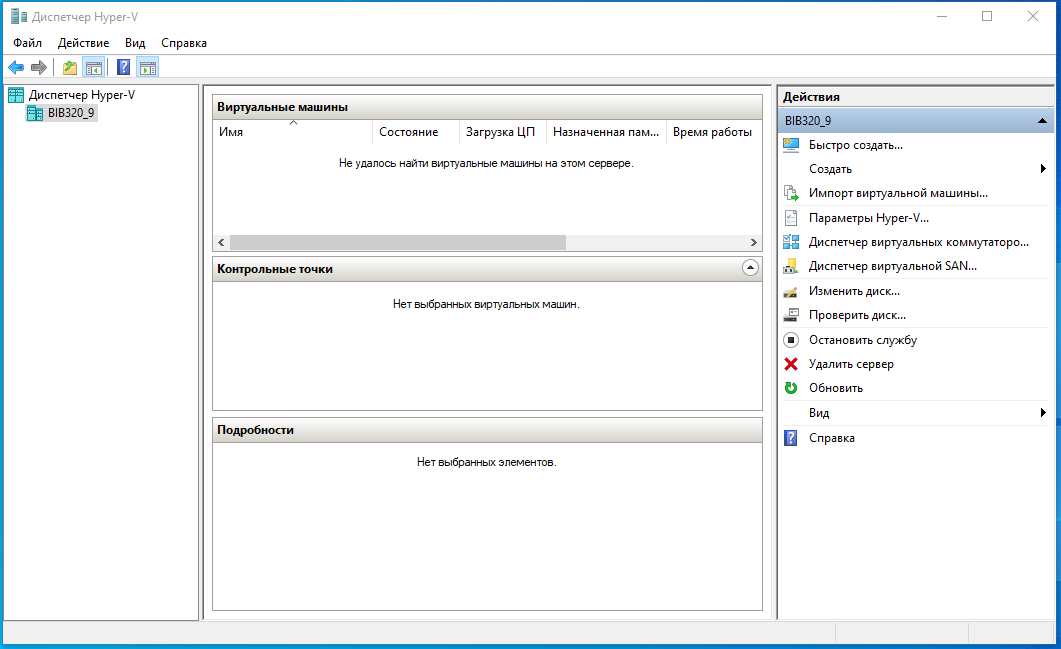 Диспетчер Hyper-V
Файл Действие Вид Справка
Диспетчер Hyper-V
BIB320_9
Виртуальные машины
Имя Состояние Загрузка ЦП Назначенная пам... Время работы
Не удалось найти виртуальные машины на этом сервере.
Контрольные точки
Нет выбранных виртуальных машин.
Подробности
Нет выбранных элементов.
Действия
BIB320_9
Быстро создать...
Создать
Импорт виртуальной машины...
Параметры Hyper-V...
Диспетчер виртуальных коммутаторо...
Диспетчер виртуальной SAN...
Изменить диск...
Проверить диск...
Остановить службу
Удалить сервер
Обновить
Вид
Справка